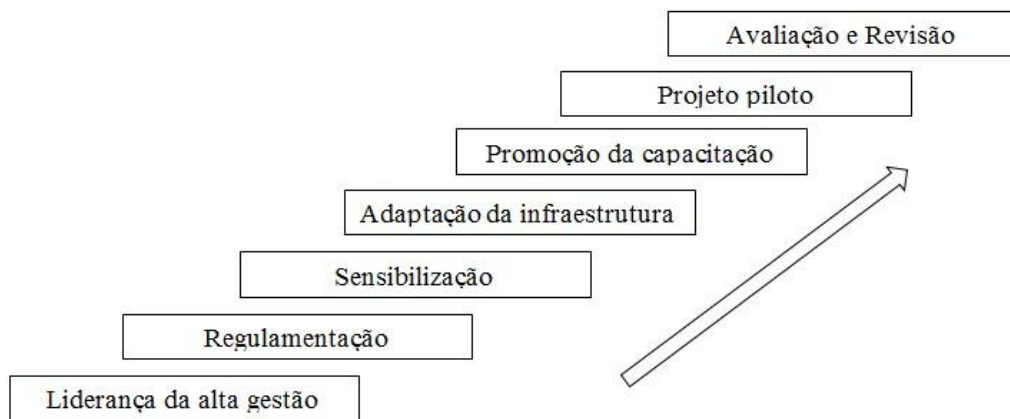 Avaliação e Revisão
Projeto piloto
Promoção da capacitação
Adaptação da infraestrutura
Sensibilização
Regulamentação
Liderança da alta gestão